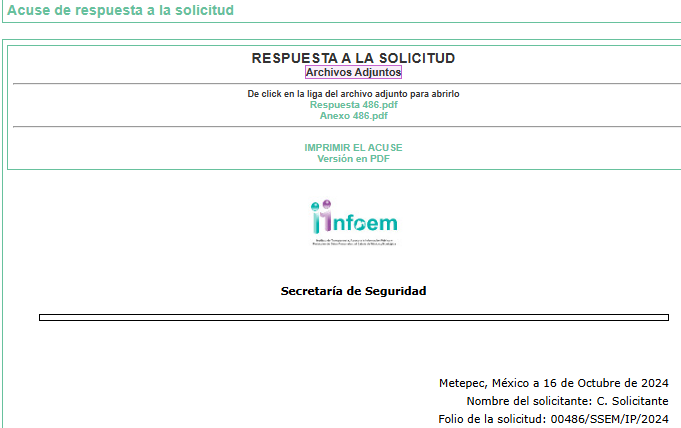 Acuse de respuesta a la solicitud
RESPUESTA A LA SOLICITUD
Archivos Adjuntos
De click en la liga del archivo adjunto para abrirlo
Respuesta 486.pdf
Anexo 486.pdf
IMPRIMIR EL ACUSE
Versión en PDF
infoem
Secretaría de Seguridad
Metepec, México a 16 de Octubre de 2024
Nombre del solicitante: C. Solicitante
Folio de la solicitud: 00486/SSEM/IP/2024